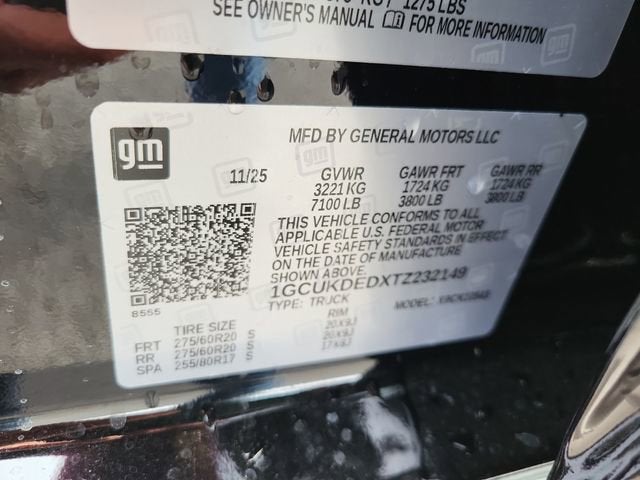 1275 LBS
SEE OWNER'S MANUAL FOR MORE INFORMATION
gm
MFD BY GENERAL MOTORS LLC
11/25 GVWR GAWR FRT GAWR RR
3221 KG 1724 KG 1724 KG
7100 LB 3800 LB 3800 LB
THIS VEHICLE CONFORMS TO ALL
APPLICABLE U.S. FEDERAL MOTOR
VEHICLE SAFETY STANDARDS IN EFFECT
ON THE DATE OF MANUFACTURE
SHOWN ABOVE.
1GCUKDEDXTZ232149
TYPE: TRUCK MODEL:
8555
TIRE SIZE RIM
FRT 275/60R20 S 20X9J
RR 275/60R20 S 20X9J
SPA 255/80R17 S 17X8J